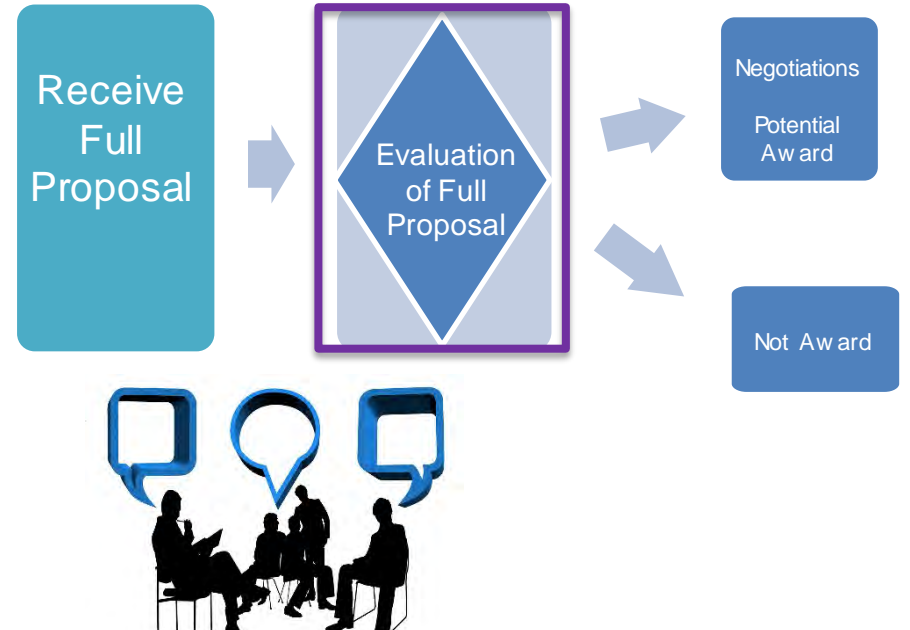 Receive
Full
Proposal
Evaluation
of Full
Proposal
Negotiations
Potential
Award
Not Award